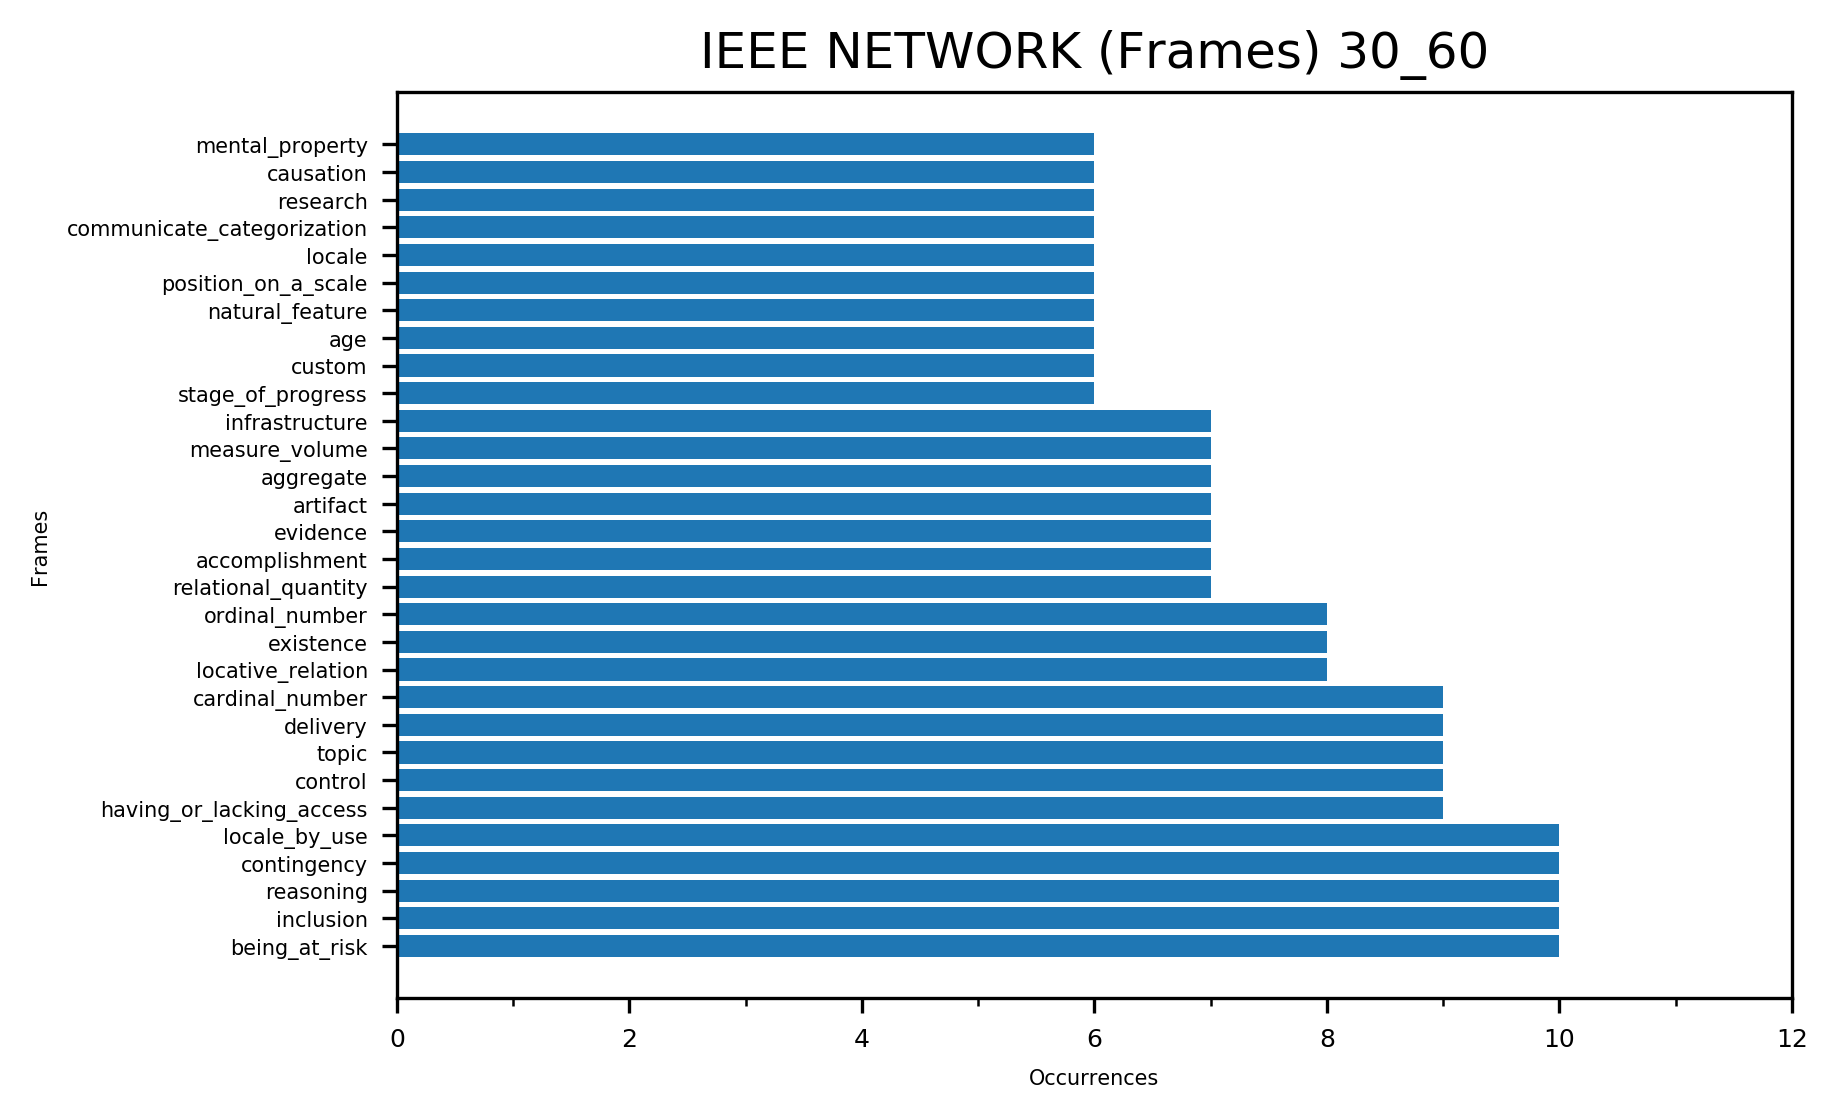 IEEE NETWORK (Frames) 30_60
mental_property
causation
research
communicate_categorization
locale
position_on_a_scale
natural_feature
age
custom
stage_of_progress
infrastructure
measure_volume
aggregate
artifact
evidence
accomplishment
relational_quantity
ordinal_number
existence
locative_relation
cardinal_number
delivery
topic
control
having_or_lacking_access
locale_by_use
contingency
reasoning
inclusion
being_at_risk
Frames
0 2 4 6 8 10 12
Occurrences